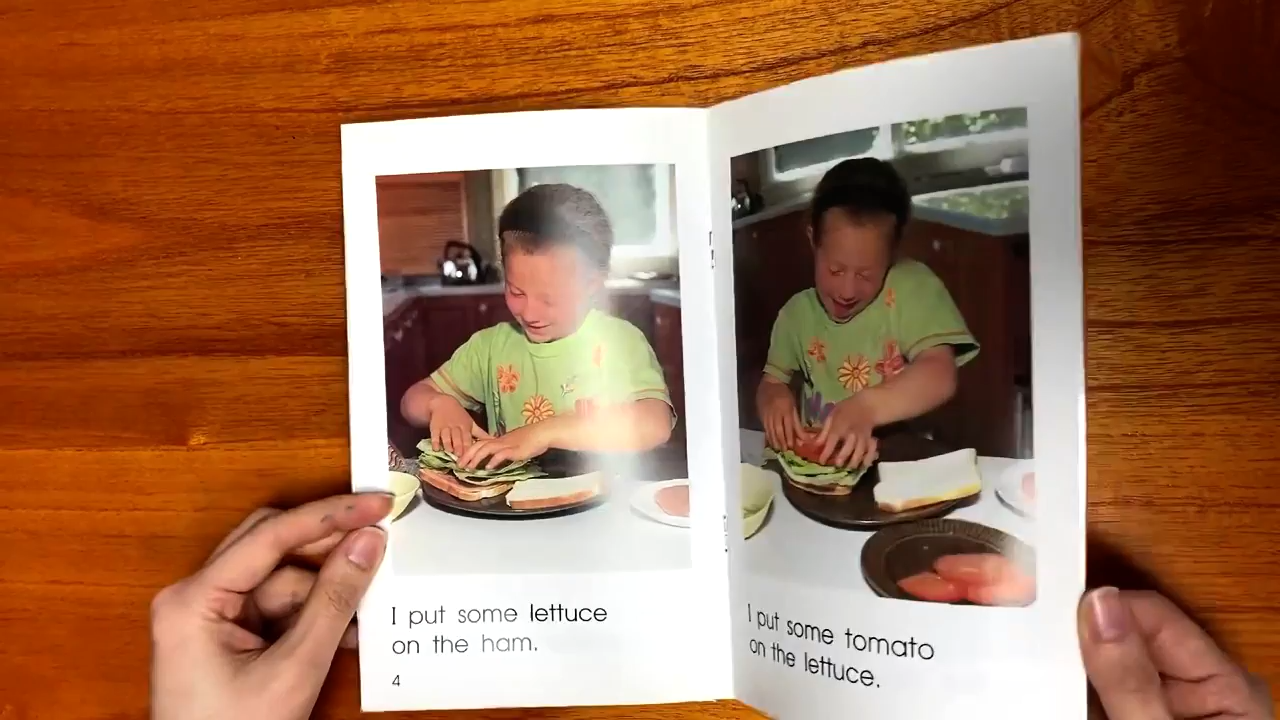 I put some lettuce
on the ham.
4
I put some tomato
on the lettuce.